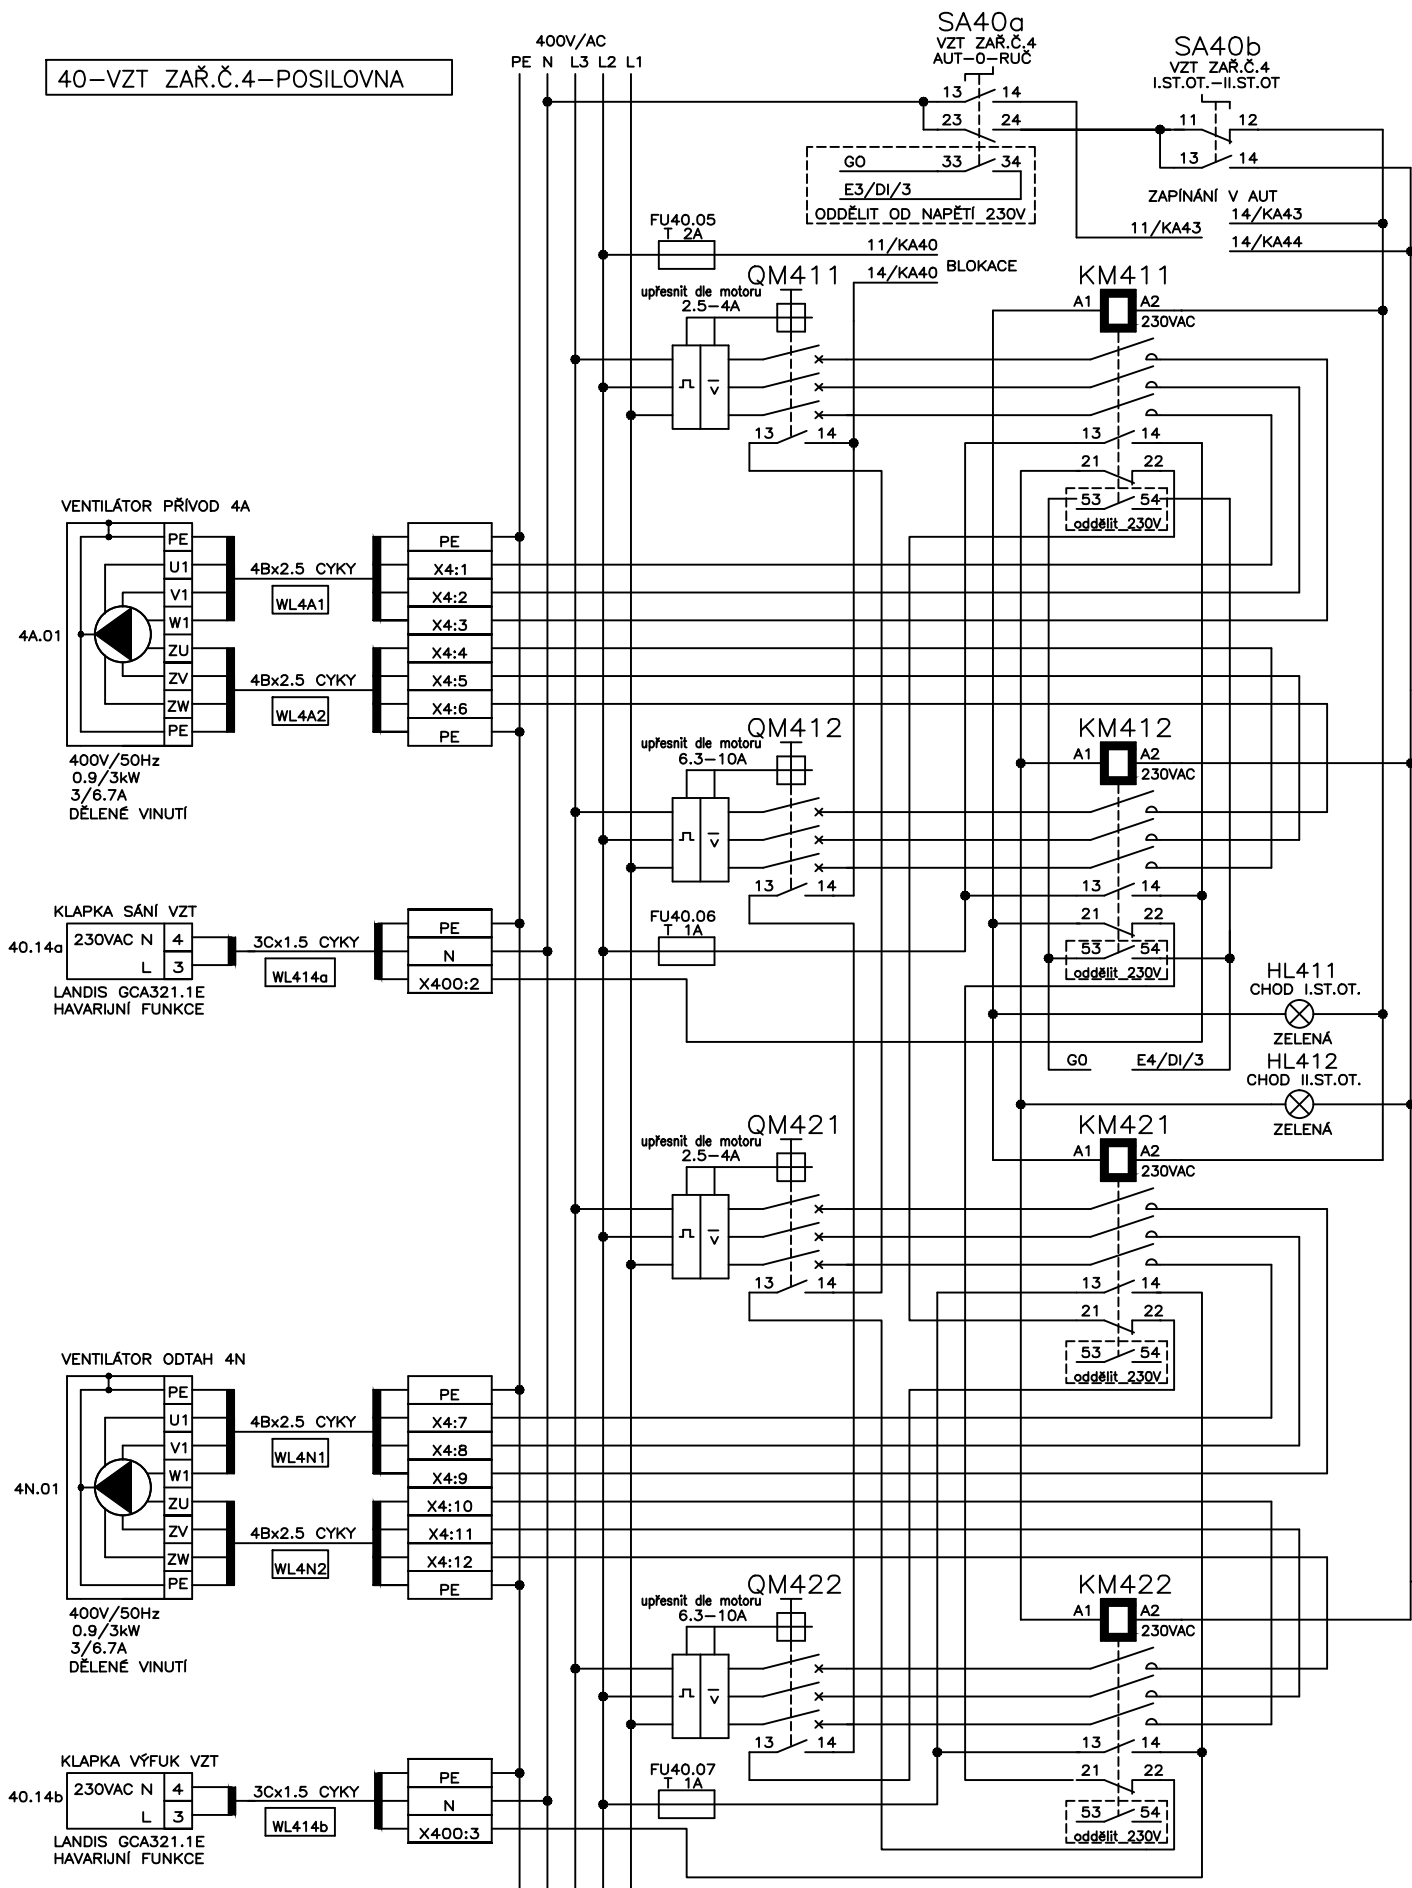 40-VZT ZAŘ.Č.4-POSILOVNA
400V/AC
PE N L3 L2 L1
SA40a
VZT ZAŘ.Č.4
AUT-0-RUČ
13 14
23 24
G0 33 34
E3/DI/3
ODDĚLIT OD NAPĚTÍ 230V
SA40b
VZT ZAŘ.Č.4
I.ST.OT.-II.ST.OT
11 12
13 14
ZAPÍNÁNÍ V AUT
14/KA43
11/KA43
14/KA44
FU40.05
T 2A
11/KA40
14/KA40 BLOKACE
QM411
upřesnit dle motoru
2.5-4A
13 14
KM411
A1 A2
230VAC
13 14
21 22
53 54
oddělit 230V
VENTILÁTOR PŘÍVOD 4A
4A.01
PE
U1
V1
W1
ZU
ZV
ZW
PE
4Bx2.5 CYKY
WL4A1
4Bx2.5 CYKY
WL4A2
PE
X4:1
X4:2
X4:3
X4:4
X4:5
X4:6
PE
400V/50Hz
0.9/3kW
3/6.7A
DĚLENÉ VINUTÍ
QM412
upřesnit dle motoru
6.3-10A
13 14
KM412
A1 A2
230VAC
13 14
21 22
53 54
oddělit 230V
KLAPKA SÁNÍ VZT
40.14a
230VAC N 4
L 3
3Cx1.5 CYKY
WL414a
PE
N
X400:2
LANDIS GCA321.1E
HAVARIJNÍ FUNKCE
FU40.06
T 1A
HL411
CHOD I.ST.OT.
ZELENÁ
G0 E4/DI/3
HL412
CHOD II.ST.OT.
ZELENÁ
QM421
upřesnit dle motoru
2.5-4A
13 14
KM421
A1 A2
230VAC
13 14
21 22
53 54
oddělit 230V
VENTILÁTOR ODTAH 4N
4N.01
PE
U1
V1
W1
ZU
ZV
ZW
PE
4Bx2.5 CYKY
WL4N1
4Bx2.5 CYKY
WL4N2
PE
X4:7
X4:8
X4:9
X4:10
X4:11
X4:12
PE
400V/50Hz
0.9/3kW
3/6.7A
DĚLENÉ VINUTÍ
QM422
upřesnit dle motoru
6.3-10A
13 14
KM422
A1 A2
230VAC
13 14
21 22
53 54
oddělit 230V
KLAPKA VÝFUK VZT
40.14b
230VAC N 4
L 3
3Cx1.5 CYKY
WL414b
PE
N
X400:3
LANDIS GCA321.1E
HAVARIJNÍ FUNKCE
FU40.07
T 1A